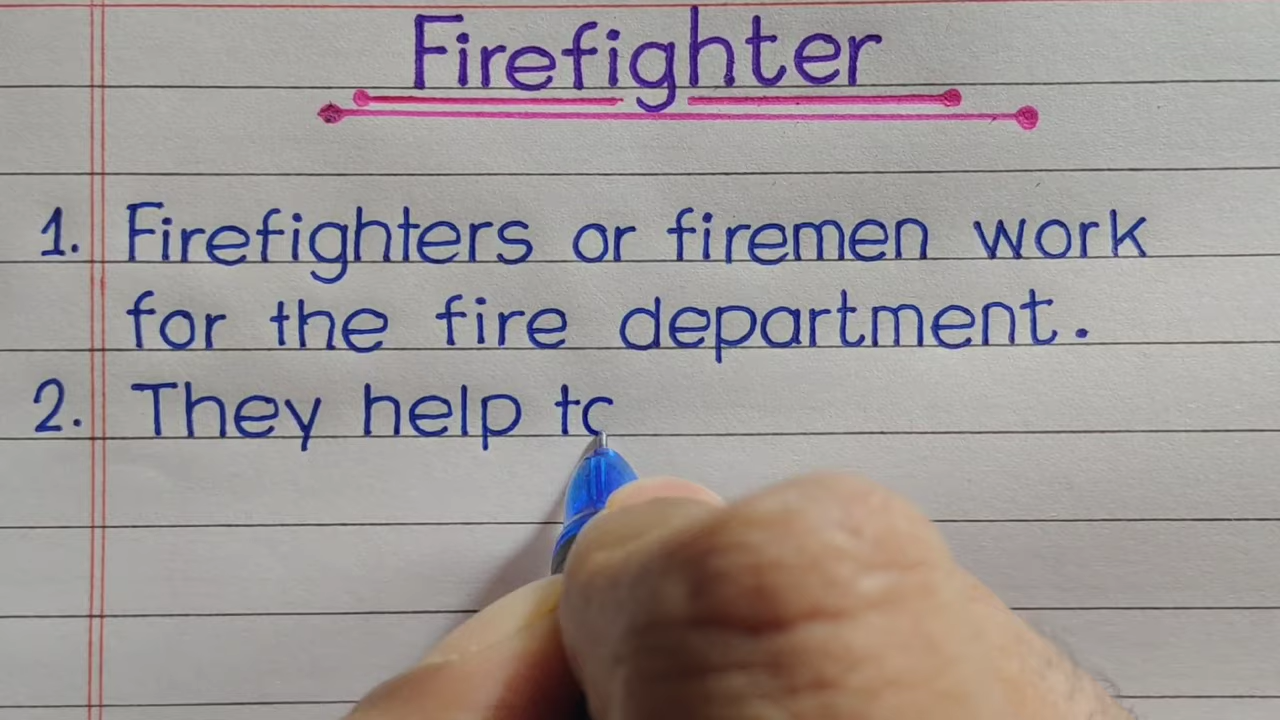 Firefighter
1. Firefighters or firemen work
for the fire department.
2. They help